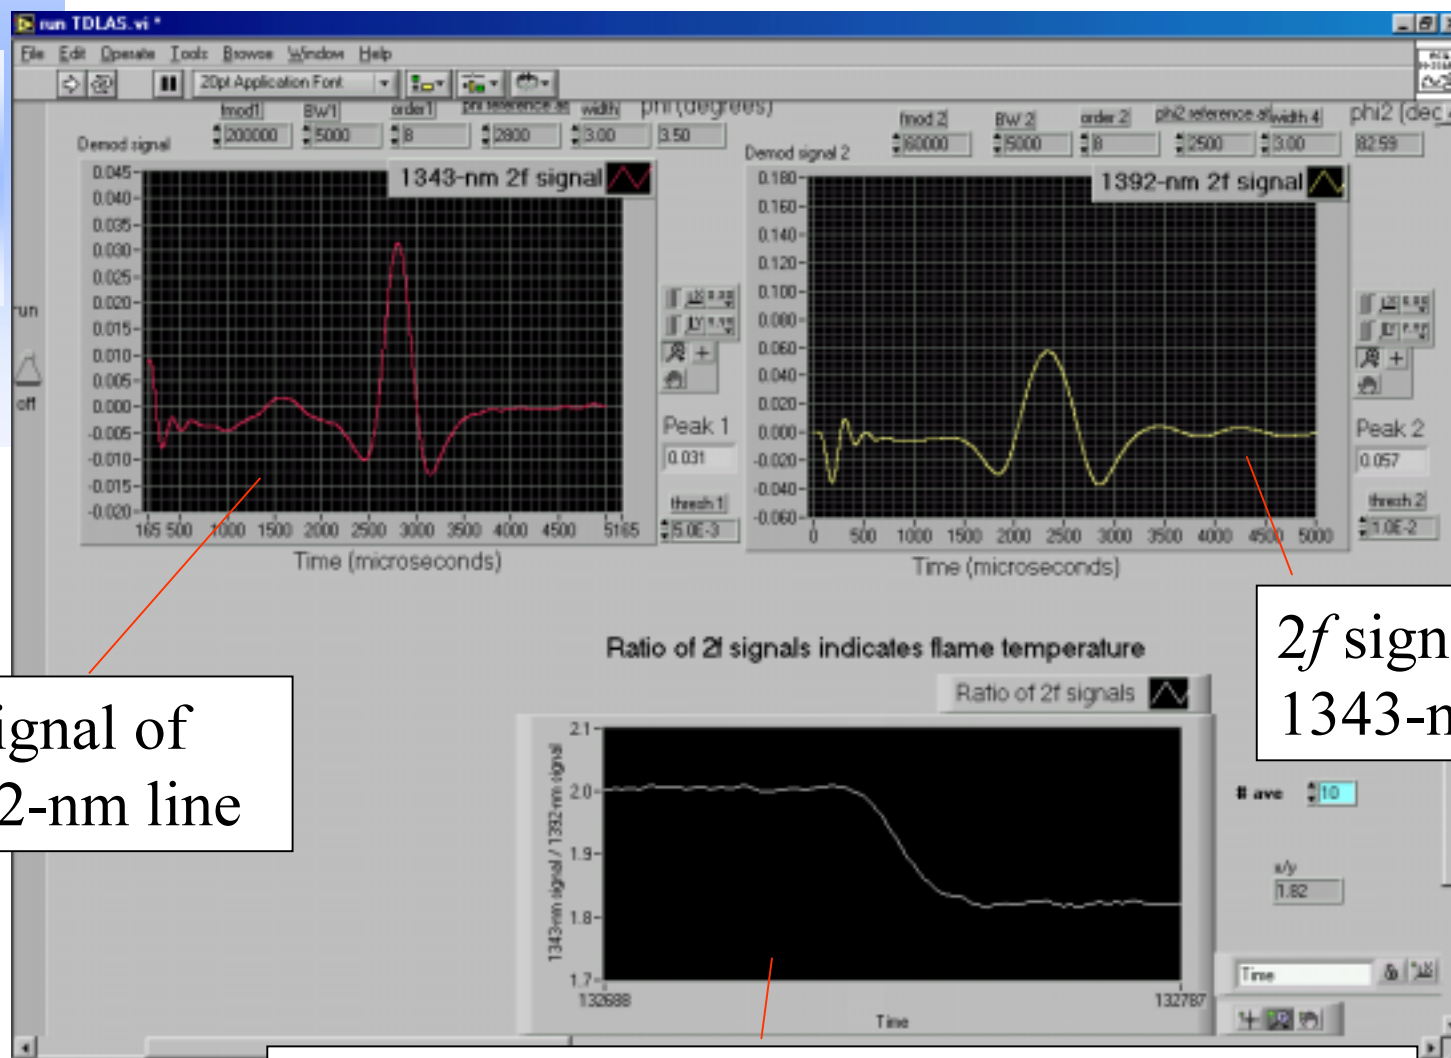 run TDLAS.vi *
File Edit Operate Tools Browse Window Help
20pt Application Font
fmod1 BW1 order1 phi reference at width phi (degrees)
200000 5000 8 2800 3.00 3.50
Demod signal
1343-nm 2f signal
0.045
0.040
0.035
0.030
0.025
0.020
0.015
0.010
0.005
0.000
-0.005
-0.010
-0.015
-0.020
165 500 1000 1500 2000 2500 3000 3500 4000 4500 5165
Time (microseconds)
run
off
Peak 1
0.031
thresh 1
5.0E-3
fmod 2 BW 2 order 2 phi2 reference at width 4 phi2 (dec
60000 5000 8 2500 3.00 82.59
Demod signal 2
1392-nm 2f signal
0.180
0.160
0.140
0.120
0.100
0.080
0.060
0.040
0.020
0.000
-0.020
-0.040
-0.060
0 500 1000 1500 2000 2500 3000 3500 4000 4500 5000
Time (microseconds)
Peak 2
0.057
thresh 2
1.0E-2
ignal of
2-nm line
2f sign
1343-n
Ratio of 2f signals indicates flame temperature
Ratio of 2f signals
1343-nm signal / 1392-nm signal
2.1
2.0
1.9
1.8
1.7
132688 132787
Time
# ave 10
x/y
1.82
Time